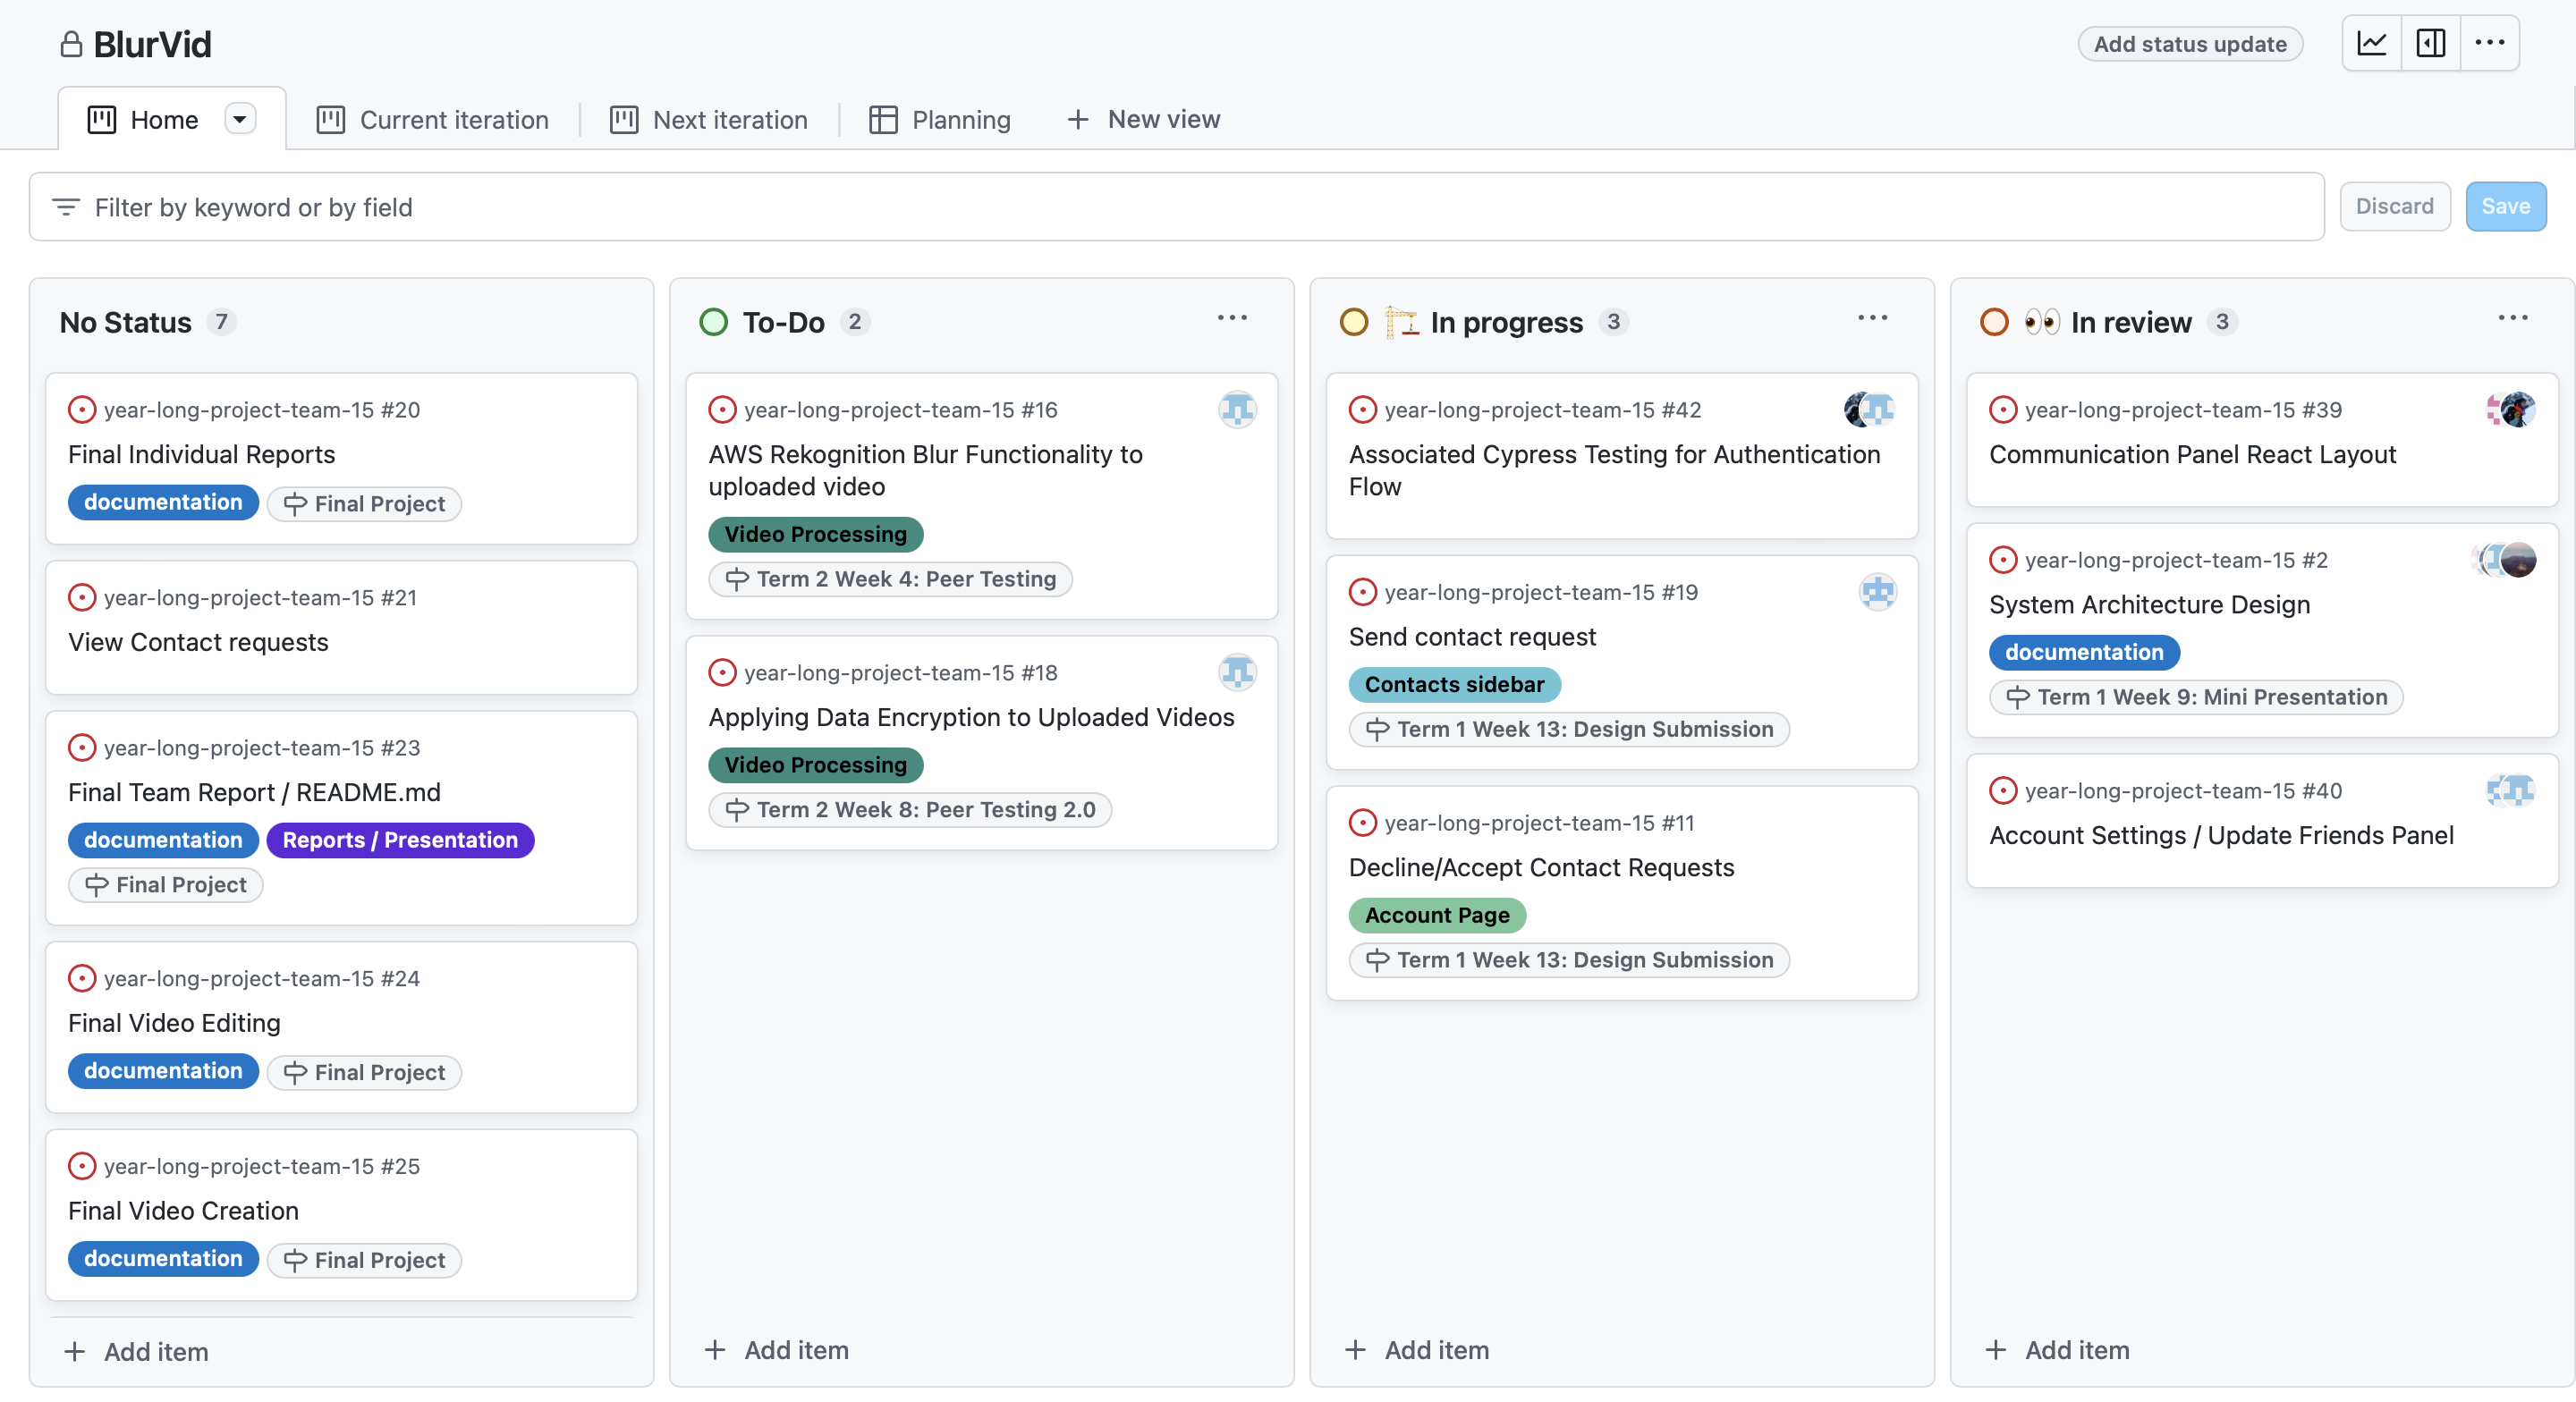 BlurVid
Add status update
Home
Current iteration
Next iteration
Planning
New view
Filter by keyword or by field
Discard
Save
No Status 7
year-long-project-team-15 #20
Final Individual Reports
documentation Final Project
year-long-project-team-15 #21
View Contact requests
year-long-project-team-15 #23
Final Team Report / README.md
documentation Reports / Presentation
Final Project
year-long-project-team-15 #24
Final Video Editing
documentation Final Project
year-long-project-team-15 #25
Final Video Creation
documentation Final Project
Add item
To-Do 2
year-long-project-team-15 #16
AWS Rekognition Blur Functionality to
uploaded video
Video Processing
Term 2 Week 4: Peer Testing
year-long-project-team-15 #18
Applying Data Encryption to Uploaded Videos
Video Processing
Term 2 Week 8: Peer Testing 2.0
Add item
In progress 3
year-long-project-team-15 #42
Associated Cypress Testing for Authentication
Flow
year-long-project-team-15 #19
Send contact request
Contacts sidebar
Term 1 Week 13: Design Submission
year-long-project-team-15 #11
Decline/Accept Contact Requests
Account Page
Term 1 Week 13: Design Submission
Add item
In review 3
year-long-project-team-15 #39
Communication Panel React Layout
year-long-project-team-15 #2
System Architecture Design
documentation
Term 1 Week 9: Mini Presentation
year-long-project-team-15 #40
Account Settings / Update Friends Panel
Add item